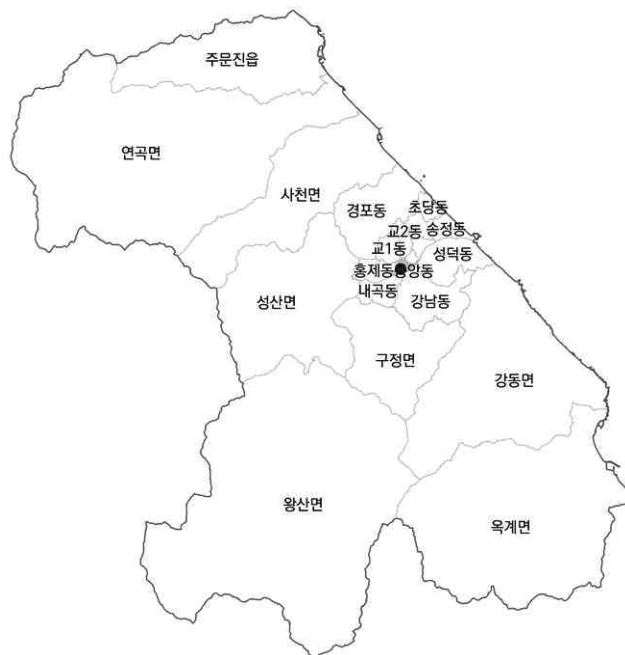 주문진읍
연곡면
사천면
경포동
초당동
교2동
송정동
교1동
성덕동
홍제동
중앙동
내곡동
강남동
성산면
구정면
강동면
왕산면
옥계면